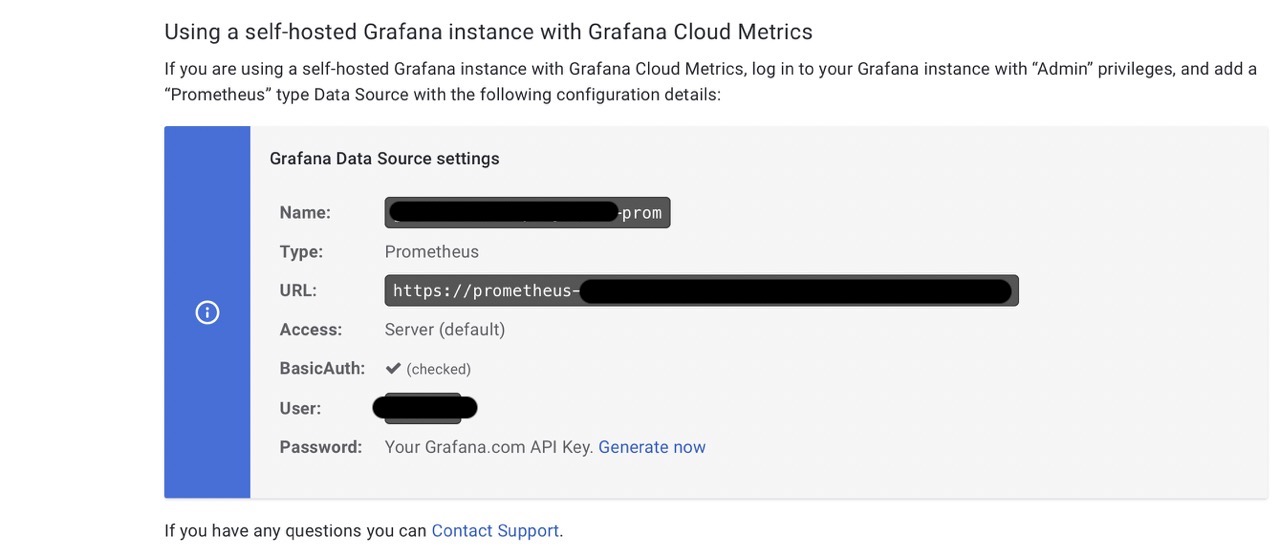 Using a self-hosted Grafana instance with Grafana Cloud Metrics
If you are using a self-hosted Grafana instance with Grafana Cloud Metrics, log in to your Grafana instance with “Admin” privileges, and add a
“Prometheus” type Data Source with the following configuration details:
Grafana Data Source settings
Name: -prom
Type: Prometheus
URL: https://prometheus-
Access: Server (default)
BasicAuth: ✔ (checked)
User:
Password: Your Grafana.com API Key. Generate now
If you have any questions you can Contact Support.